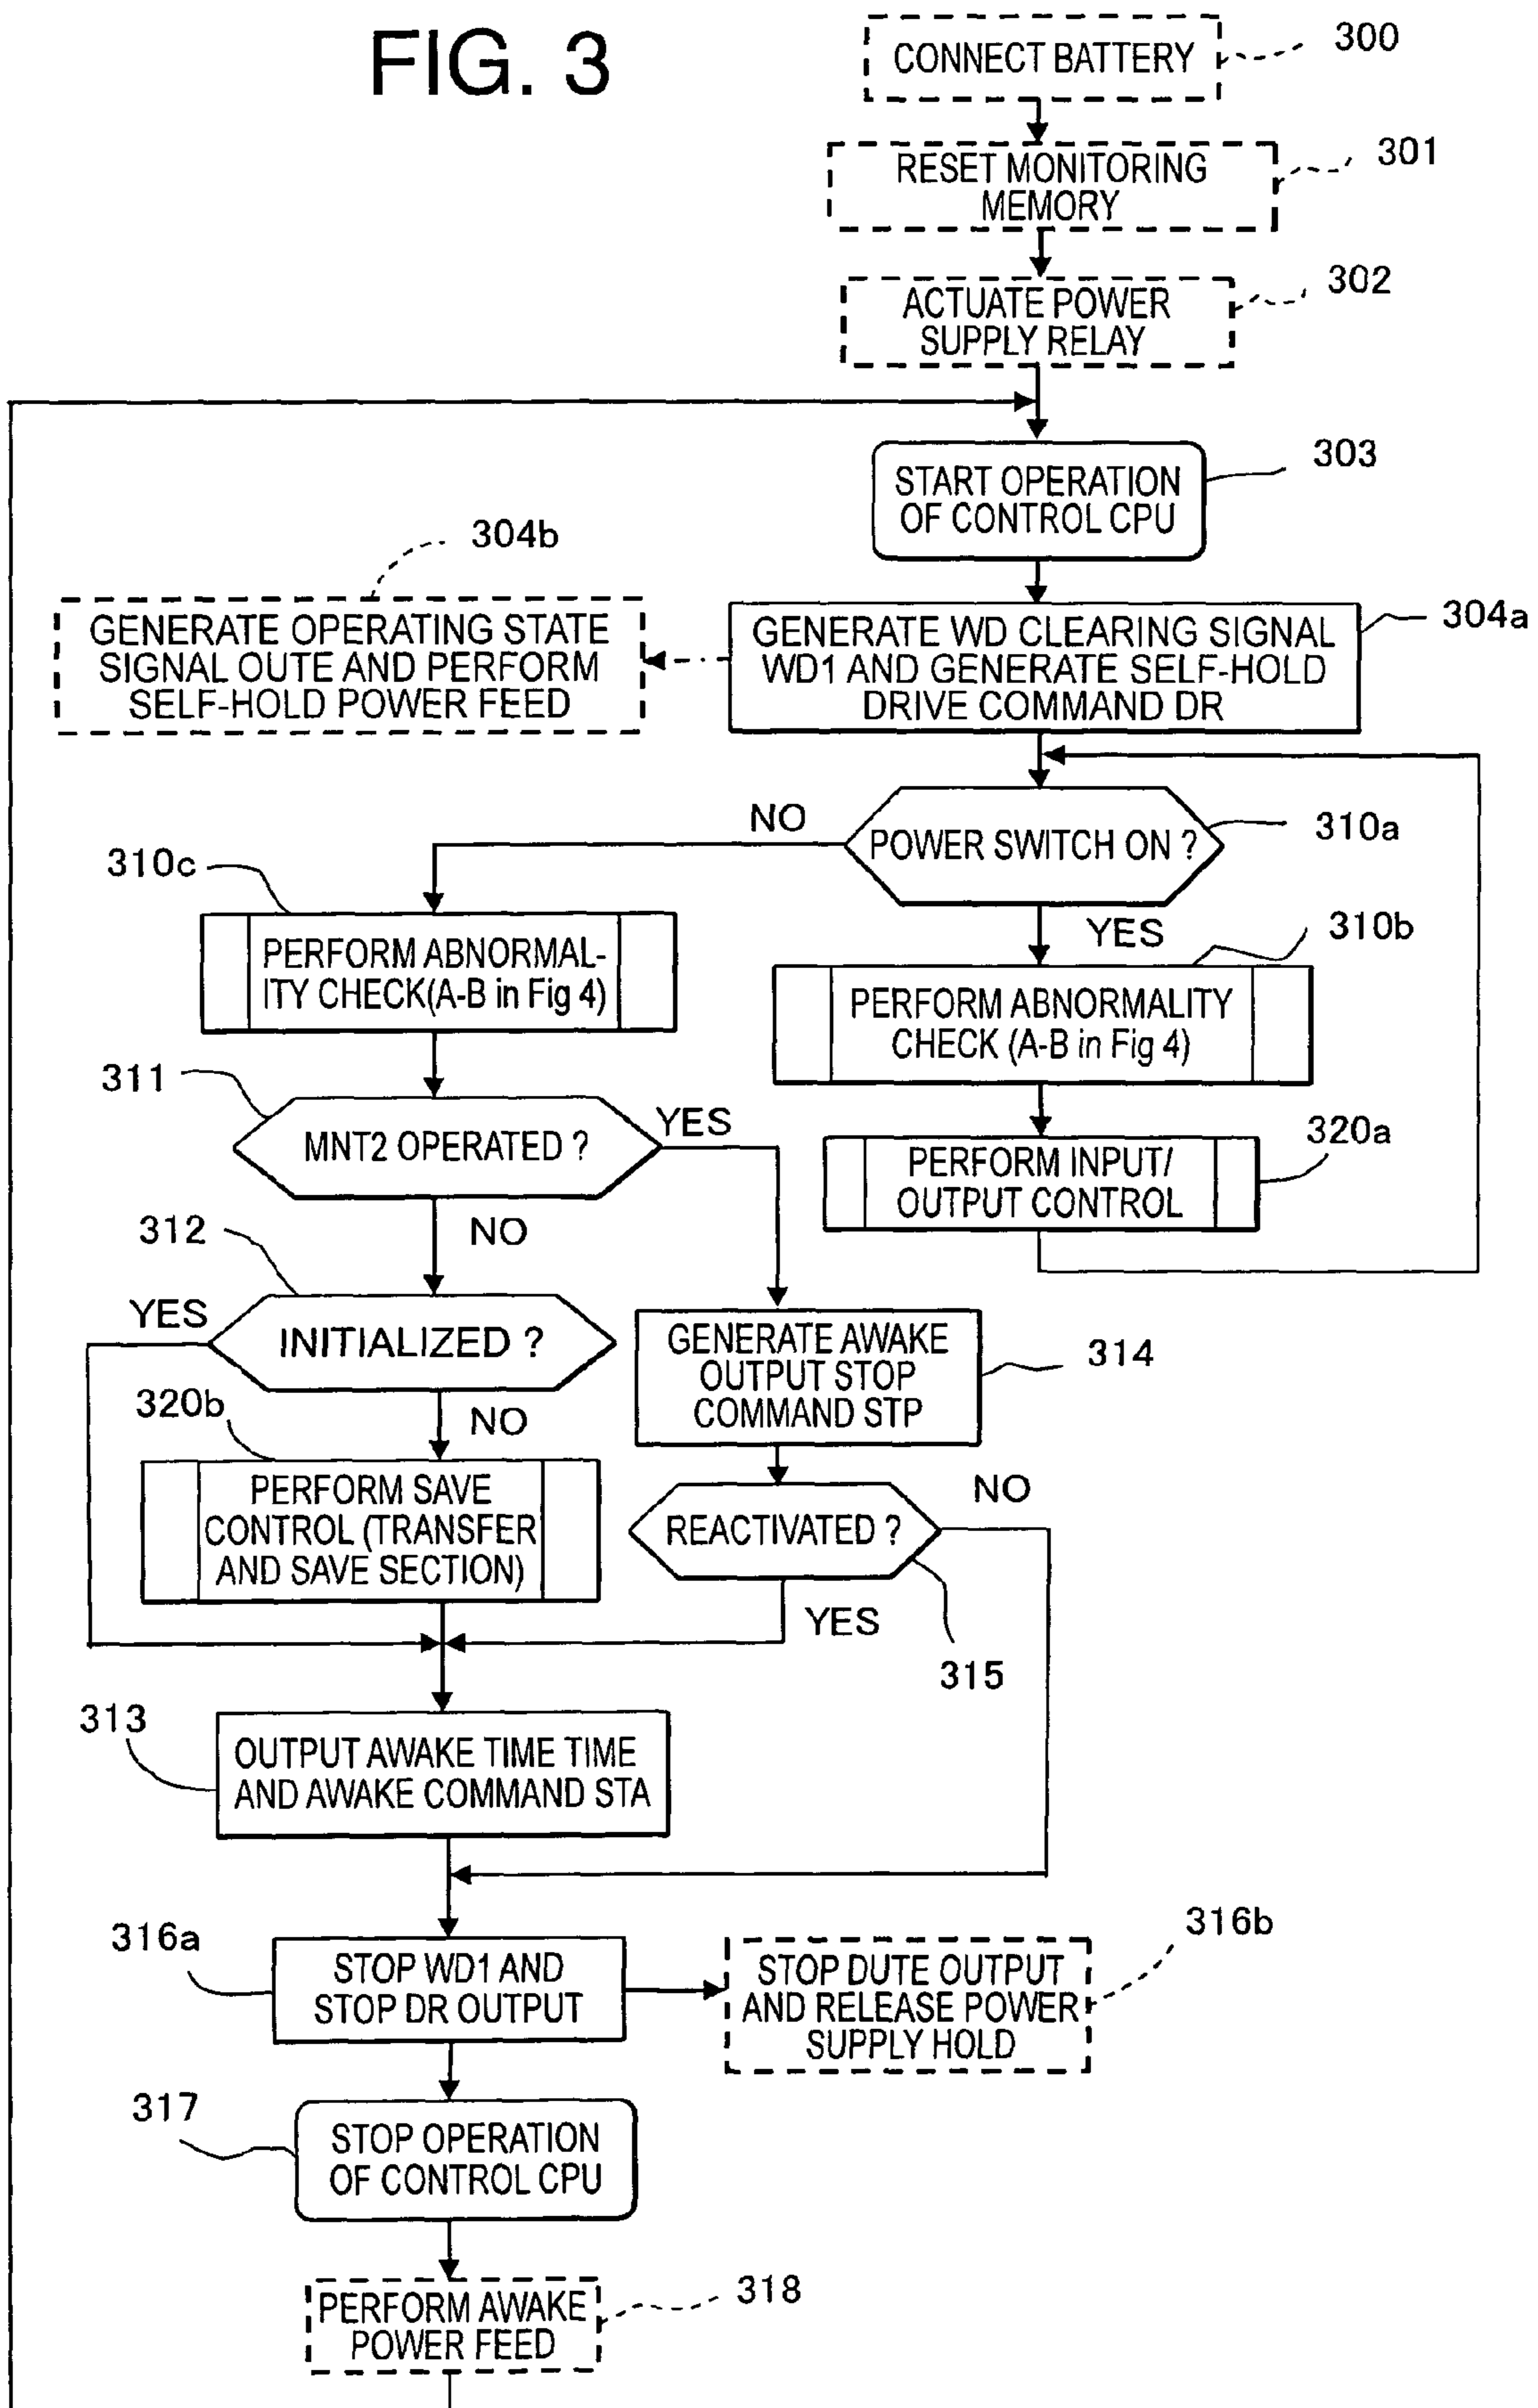 FIG. 3
CONNECT BATTERY
300
RESET MONITORING
MEMORY
301
ACTUATE POWER
SUPPLY RELAY
302
START OPERATION
OF CONTROL CPU
303
304b
GENERATE OPERATING STATE
SIGNAL OUTE AND PERFORM
SELF-HOLD POWER FEED
GENERATE WD CLEARING SIGNAL
WD1 AND GENERATE SELF-HOLD
DRIVE COMMAND DR
304a
NO
POWER SWITCH ON ?
310a
310c
YES
310b
PERFORM ABNORMAL-
ITY CHECK(A-B in Fig 4)
PERFORM ABNORMALITY
CHECK (A-B in Fig 4)
311
MNT2 OPERATED ?
YES
PERFORM INPUT/
OUTPUT CONTROL
320a
312
NO
YES
INITIALIZED ?
GENERATE AWAKE
OUTPUT STOP
COMMAND STP
314
320b
NO
PERFORM SAVE
CONTROL (TRANSFER
AND SAVE SECTION)
REACTIVATED ?
NO
YES
315
313
OUTPUT AWAKE TIME TIME
AND AWAKE COMMAND STA
316a
STOP WD1 AND
STOP DR OUTPUT
316b
STOP DUTE OUTPUT
AND RELEASE POWER
SUPPLY HOLD
317
STOP OPERATION
OF CONTROL CPU
PERFORM AWAKE
POWER FEED
318